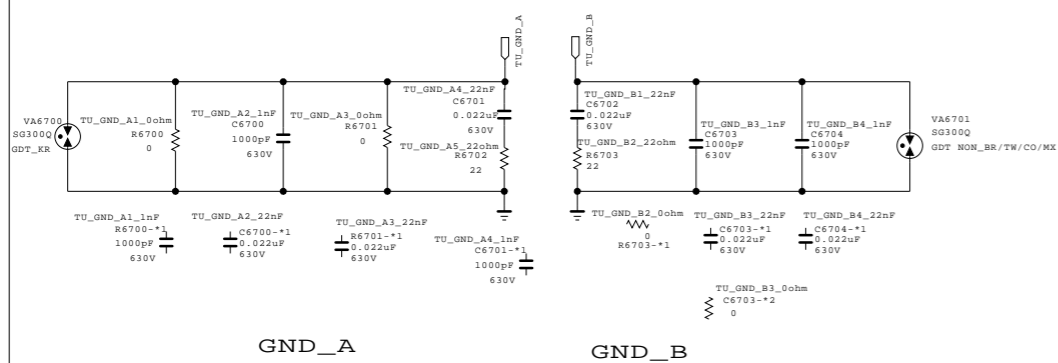 TU_GND_A
TU_GND_B
TU_GND_A4_22nF
C6701
0.022uF
630V
TU_GND_B1_22nF
C6702
0.022uF
630V
VA6700
SG300Q
GDT_KR
TU_GND_A1_0ohm
R6700
0
TU_GND_A2_1nF
C6700
1000pF
630V
TU_GND_A3_0ohm
R6701
0
TU_GND_A5_22ohm
R6702
22
TU_GND_B2_22ohm
R6703
22
TU_GND_B3_1nF
C6703
1000pF
630V
TU_GND_B4_1nF
C6704
1000pF
630V
VA6701
SG300Q
GDT NON_BR/TW/CO/MX
TU_GND_A1_1nF
R6700-*1
1000pF
630V
TU_GND_A2_22nF
C6700-*1
0.022uF
630V
TU_GND_A3_22nF
R6701-*1
0.022uF
630V
TU_GND_A4_1nF
C6701-*1
1000pF
630V
TU_GND_B2_0ohm
0
R6703-*1
TU_GND_B3_22nF
C6703-*1
0.022uF
630V
TU_GND_B4_22nF
C6704-*1
0.022uF
630V
TU_GND_B3_0ohm
C6703-*2
0
GND_A
GND_B